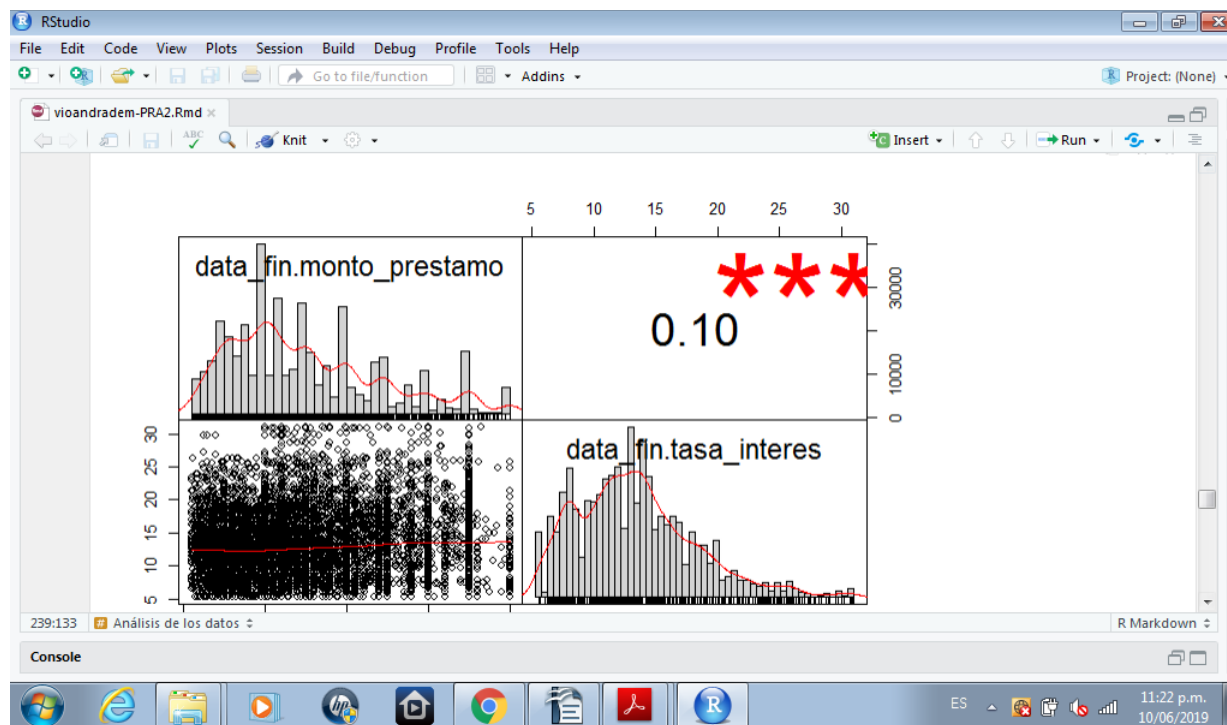 RStudio
File Edit Code View Plots Session Build Debug Profile Tools Help
Go to file/function Addins Project: (None)
vioandradem-PRA2.Rmd
ABC Knit Insert Run
5 10 15 20 25 30
data_fin.monto_prestamo
***
0.10
0 10000 30000
5 10 15 20 25 30
data_fin.tasa_interes
239:133 # Análisis de los datos R Markdown
Console
ES 11:22 p.m.
10/06/2019